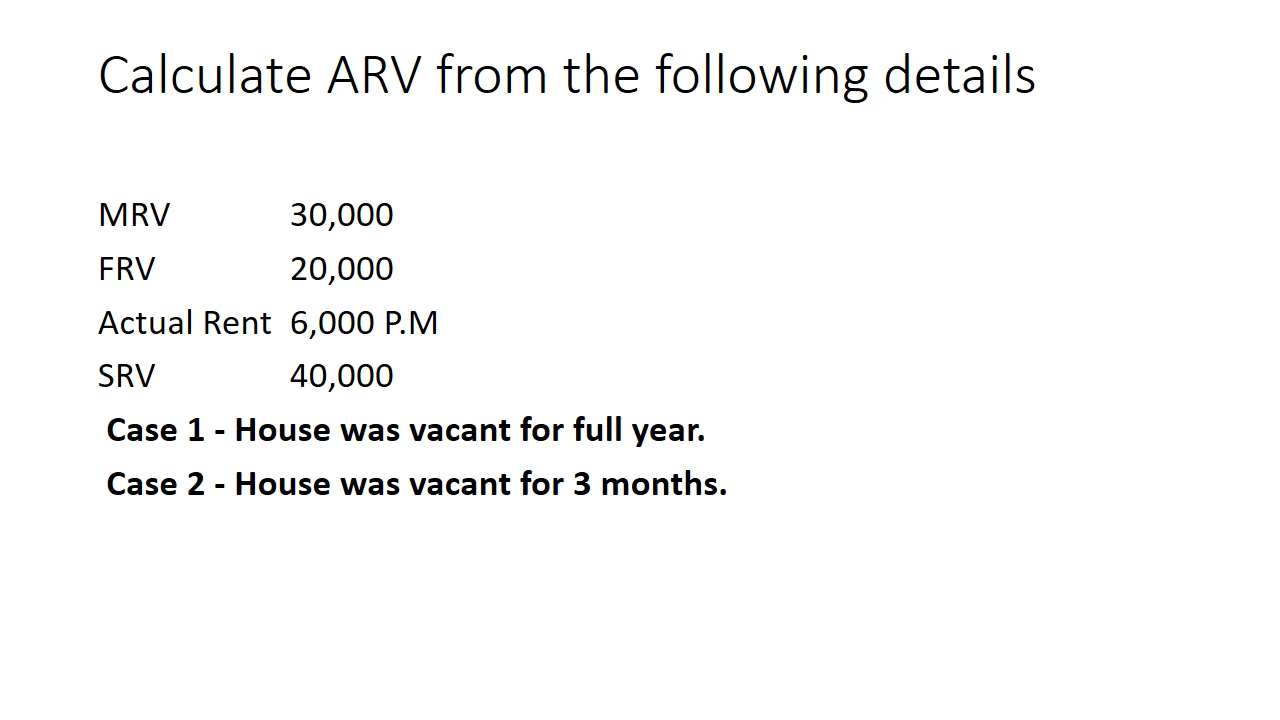 Calculate ARV from the following details
MRV 30,000
FRV 20,000
Actual Rent 6,000 P.M
SRV 40,000
Case 1 - House was vacant for full year.
Case 2 - House was vacant for 3 months.